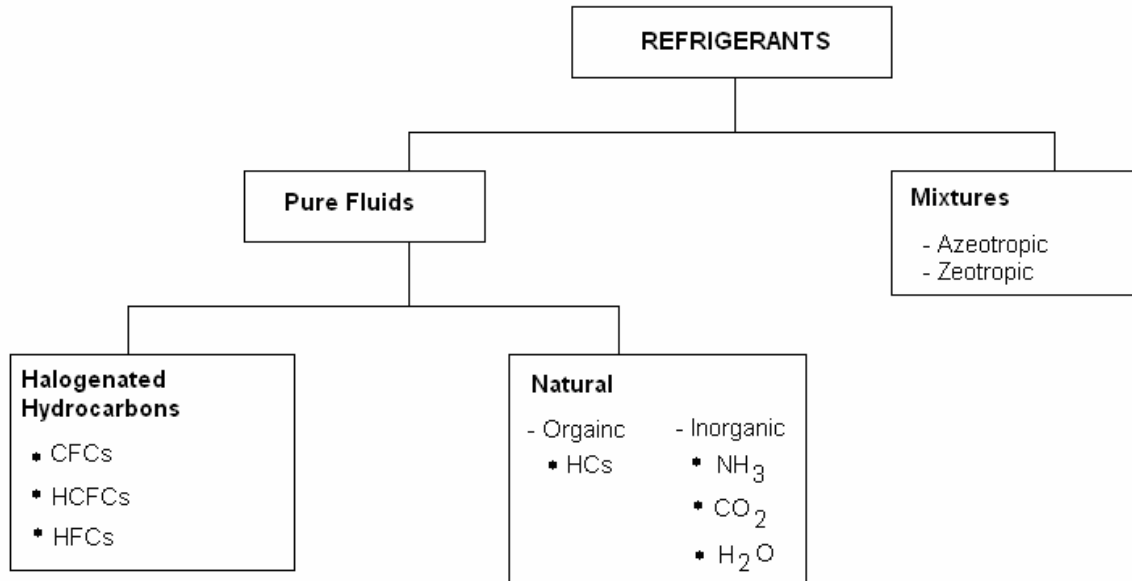 REFRIGERANTS
Pure Fluids
Mixtures
- Azeotropic
- Zeotropic
Halogenated
Hydrocarbons
• CFCs
• HCFCs
• HFCs
Natural
- Orgainc
• HCs
- Inorganic
• NH3
• CO2
• H2O